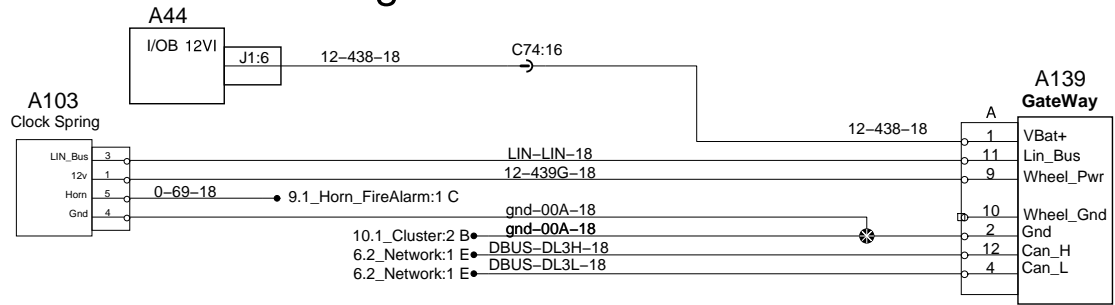 A44
I/OB 12VI
J1:6
12–438–18
C74:16
A139
GateWay
A
A103
Clock Spring
12–438–18
1 VBat+
LIN_Bus 3
LIN–LIN–18
11 Lin_Bus
12v 1
12–439G–18
9 Wheel_Pwr
Horn 5
0–69–18
9.1_Horn_FireAlarm:1 C
Gnd 4
gnd–00A–18
10 Wheel_Gnd
10.1_Cluster:2 B
gnd–00A–18
2 Gnd
6.2_Network:1 E
DBUS–DL3H–18
12 Can_H
6.2_Network:1 E
DBUS–DL3L–18
4 Can_L